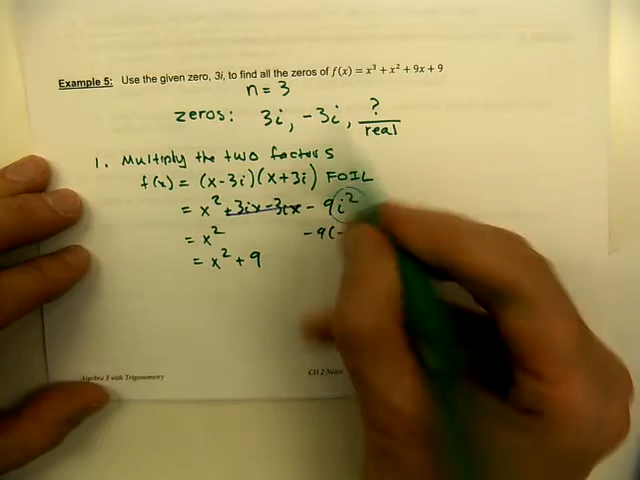 Example 5: Use the given zero, 3i, to find all the zeros of f(x) = x³ + x² + 9x + 9
n = 3
zeros: 3i, -3i, ?
real
1. Multiply the two factors
f(x) = (x-3i)(x+3i) FOIL
= x² +3ix-3ix - 9i²
= x² -9(-
= x² + 9
Algebra 3 with Trigonometry CH 2 Notes